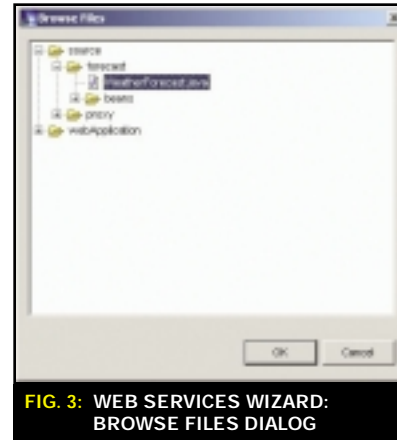 Browse Files
source
forecast
WeatherForecast.java
beans
proxy
webApplication
OK
Cancel
FIG. 3: WEB SERVICES WIZARD:
BROWSE FILES DIALOG